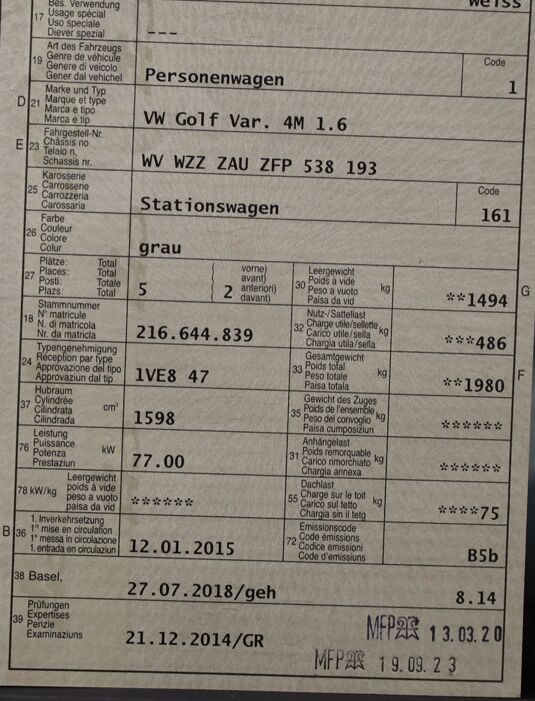 weiss
Bes. Verwendung
17 Usage spécial
Uso speciale
Diever spezial
---
19 Art des Fahrzeugs
Genre de véhicule
Genere di veicolo
Gener dal vehichel
Personenwagen
Code
1
D 21 Marke und Typ
Marque et type
Marca e tipo
Marca e tip
VW Golf Var. 4M 1.6
E 23 Fahrgestell-Nr.
Châssis no
Telaio n.
Schassis nr.
WV WZZ ZAU ZFP 538 193
25 Karosserie
Carrosserie
Carrozzeria
Carossaria
Stationswagen
Code
161
26 Farbe
Couleur
Colore
Colur
grau
27 Plätze: Total
Places: Total
Posti: Totale
Plazs: Total
5
( vorne)
avant)
anteriori)
( davant)
2
30 Leergewicht
Poids à vide
Peso a vuoto
Paisa da vid
kg
**1494
G
18 Stammnummer
N° matricule
N. di matricola
Nr. da matricla
216.644.839
32 Nutz-/Sattellast
Charge utile/sellette
Carico utile/sella
Chargia utila/sella
kg
***486
24 Typengenehmigung
Réception par type
Approvazione del tipo
Approvaziun dal tip
1VE8 47
33 Gesamtgewicht
Poids total
Peso totale
Paisa totala
kg
**1980
F
37 Hubraum
Cylindrée
Cilindrata
Cilindrada
cm³
1598
35 Gewicht des Zuges
Poids de l'ensemble
Peso del convoglio
Paisa cumposiziun
kg
******
76 Leistung
Puissance
Potenza
Prestaziun
kW
77.00
31 Anhängelast
Poids remorquable
Carico rimorchiato
Chargia annexa
kg
******
78 kW/kg Leergewicht
poids à vide
peso a vuoto
paisa da vid
******
55 Dachlast
Charge sur le toit
Carico sul tetto
Chargia sin il tetg
kg
****75
B 36 1. Inverkehrsetzung
1re mise en circulation
1a messa in circolazione
1. entrada en circulaziun
12.01.2015
72 Emissionscode
Code émissions
Codice emissioni
Code d'emissiuns
B5b
38 Basel,
27.07.2018/geh
8.14
39 Prüfungen
Expertises
Perizie
Examinaziuns
21.12.2014/GR
MFP 13.03.20
MFP 19.09.23